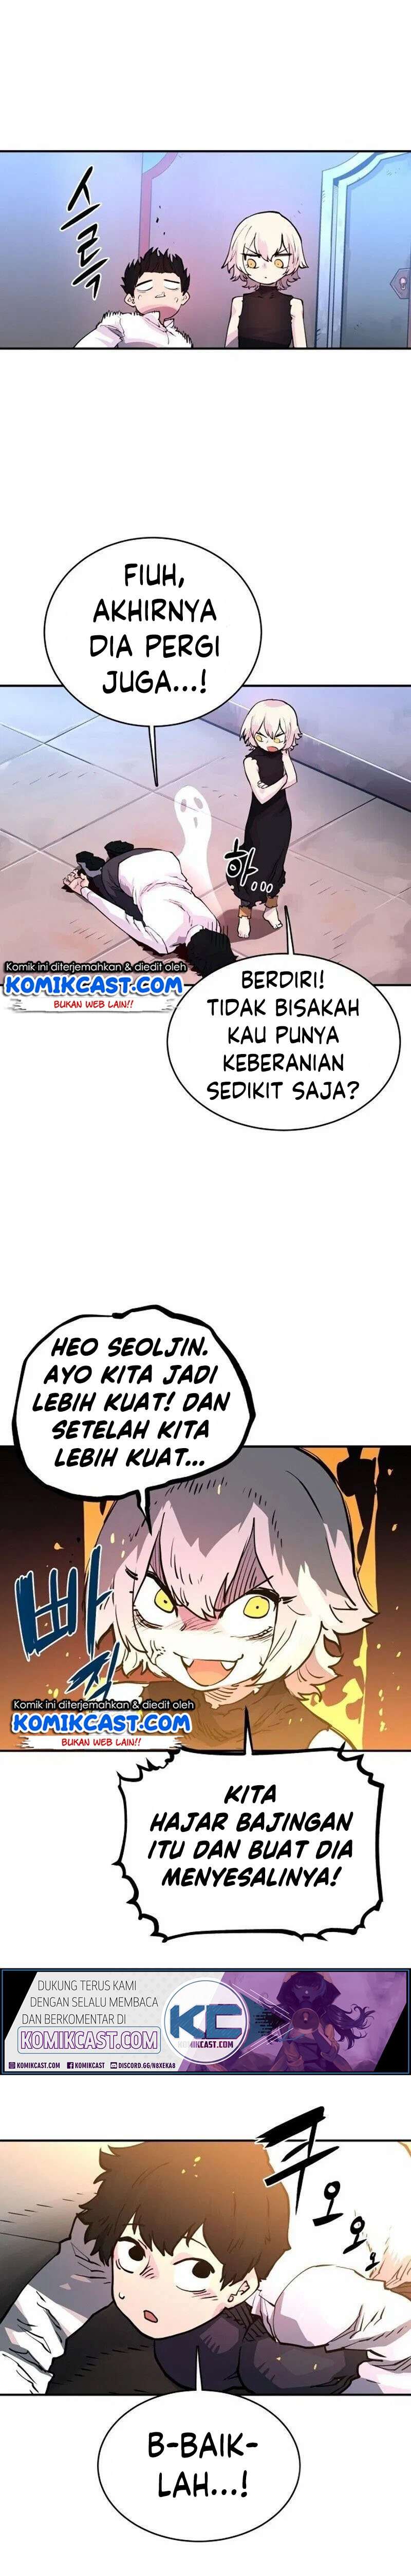 스륵
FIUH,
AKHIRNYA
DIA PERGI
JUGA...!
하...
Komik ini diterjemahkan & diedit oleh
KOMIKCAST.COM
BUKAN WEB LAIN!!
BERDIRI!
TIDAK BISAKAH
KAU PUNYA
KEBERANIAN
SEDIKIT SAJA?
HEO SEOLJIN.
AYO KITA JADI
LEBIH KUAT! DAN
SETELAH KITA
LEBIH KUAT...
빠직
Komik ini diterjemahkan & diedit oleh
KOMIKCAST.COM
BUKAN WEB LAIN!!
KITA
HAJAR BAJINGAN
ITU DAN BUAT DIA
MENYESALINYA!
DUKUNG TERUS KAMI
DENGAN SELALU MEMBACA
DAN BERKOMENTAR DI
KOMIKCAST.COM
KC
KOMIKCAST.COM
KOMIKCAST.COM KOMIKCAST DISCORD.GG/N8XEKA8
쿠오오오
B-BAIK-
LAH...!